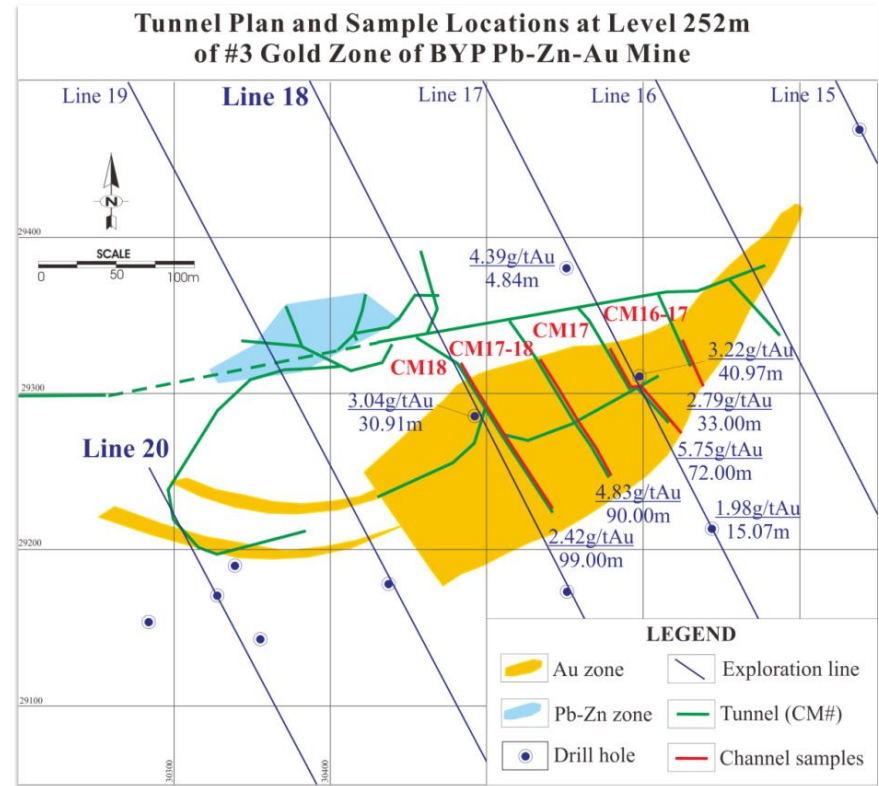 Tunnel Plan and Sample Locations at Level 252m
of #3 Gold Zone of BYP Pb-Zn-Au Mine
Line 19
Line 18
Line 17
Line 16
Line 15
N
SCALE
0 50 100m
29400
4.39g/tAu
4.84m
CM16-17
CM17
CM17-18
CM18
3.22g/tAu
40.97m
29300
3.04g/tAu
30.91m
2.79g/tAu
33.00m
Line 20
5.75g/tAu
72.00m
4.83g/tAu
90.00m
1.98g/tAu
15.07m
2.42g/tAu
99.00m
29200
LEGEND
Au zone
Exploration line
Pb-Zn zone
Tunnel (CM#)
Drill hole
Channel samples
29100
30300
30400